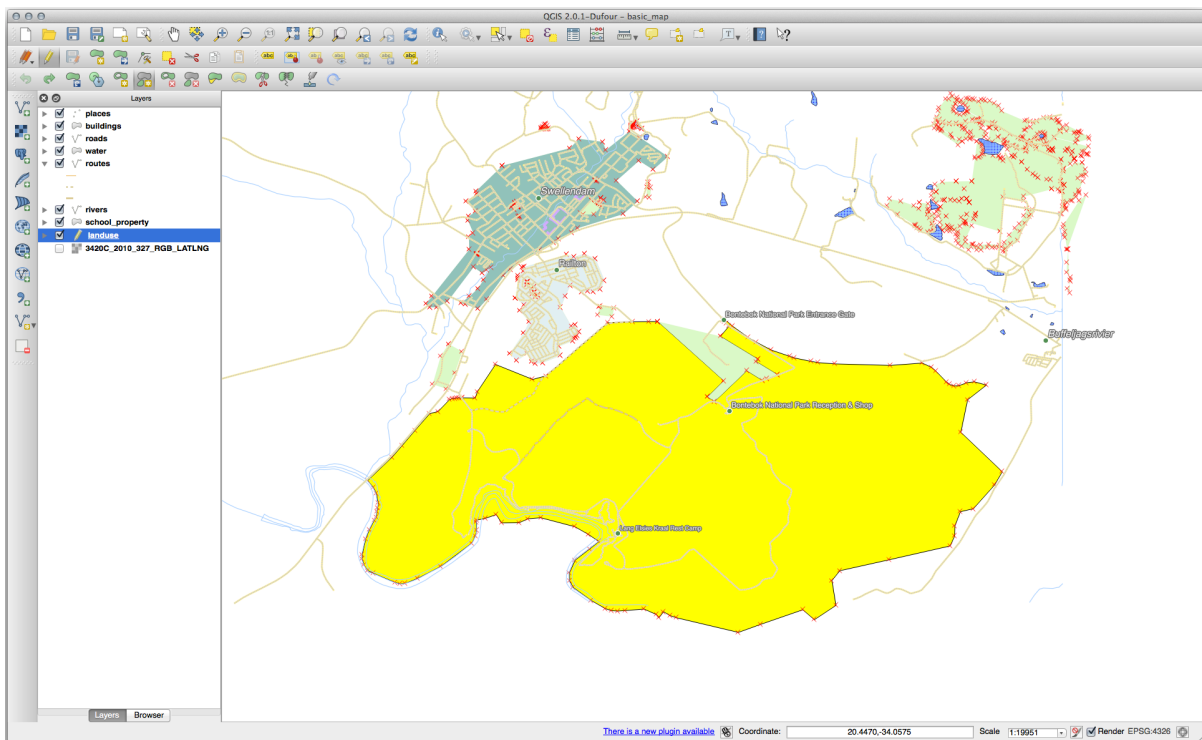 QGIS 2.0.1-Dufour – basic_map
Layers
places
buildings
roads
water
routes
rivers
school_property
landuse
3420C_2010_327_RGB_LATLNG
Swellendam
Railton
Bontebok National Park Entrance Gate
Buffeljagsrivier
Bontebok National Park Reception & Shop
Lang Elsies Kraal Rest Camp
Layers
Browser
There is a new plugin available
Coordinate:
20.4470,-34.0575
Scale
1:19951
Render
EPSG:4326